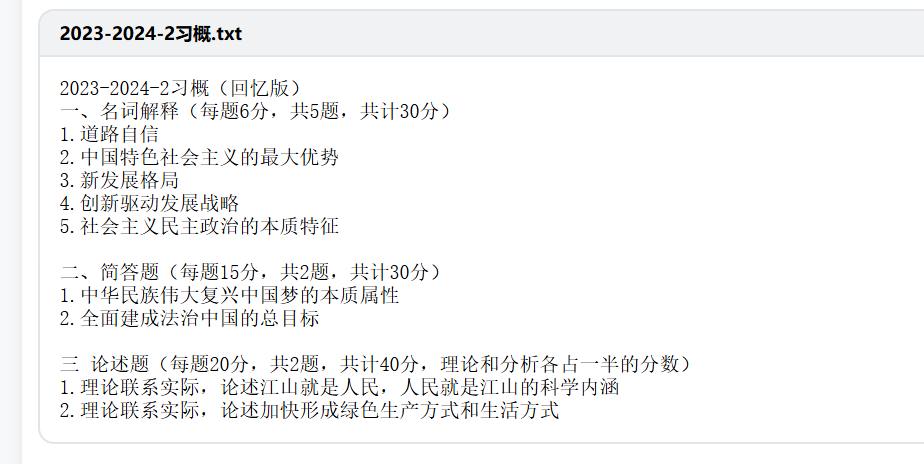 2023-2024-2习概.txt
2023-2024-2习概（回忆版）
一、名词解释（每题6分，共5题，共计30分）
1.道路自信
2.中国特色社会主义的最大优势
3.新发展格局
4.创新驱动发展战略
5.社会主义民主政治的本质特征
二、简答题（每题15分，共2题，共计30分）
1.中华民族伟大复兴中国梦的本质属性
2.全面建成法治中国的总目标
三 论述题（每题20分，共2题，共计40分，理论和分析各占一半的分数）
1.理论联系实际，论述江山就是人民，人民就是江山的科学内涵
2.理论联系实际，论述加快形成绿色生产方式和生活方式